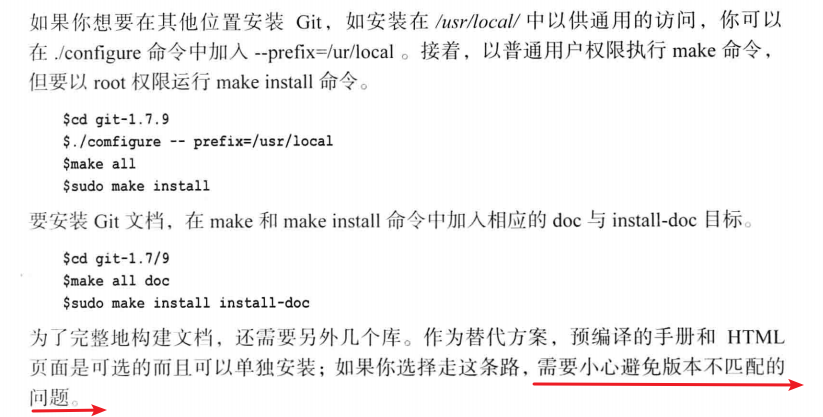 如果你想要在其他位置安装 Git，如安装在 /usr/local/ 中以供通用的访问，你可以
在 ./configure 命令中加入 --prefix=/ur/local 。接着，以普通用户权限执行 make 命令，
但要以 root 权限运行 make install 命令。
$cd git-1.7.9
$./comfigure -- prefix=/usr/local
$make all
$sudo make install
要安装 Git 文档，在 make 和 make install 命令中加入相应的 doc 与 install-doc 目标。
$cd git-1.7/9
$make all doc
$sudo make install install-doc
为了完整地构建文档，还需要另外几个库。作为替代方案，预编译的手册和 HTML
页面是可选的而且可以单独安装；如果你选择走这条路，需要小心避免版本不匹配的
问题。